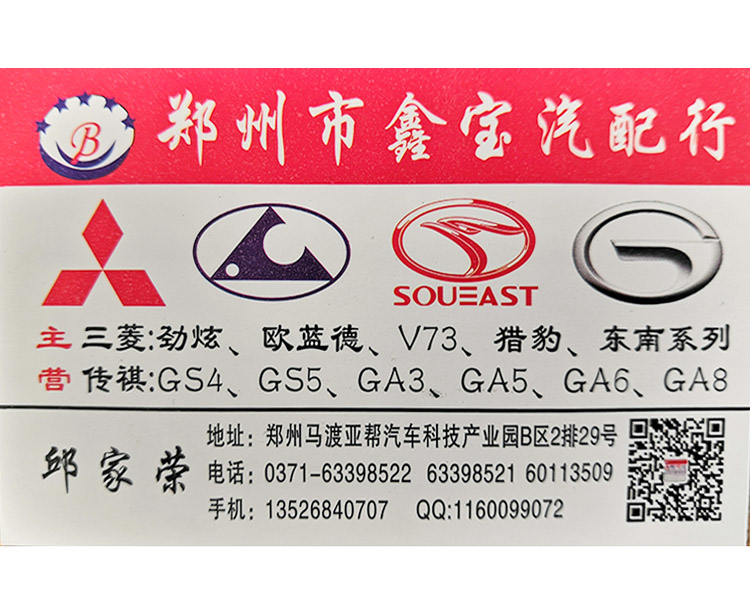 B
郑州市鑫宝汽配行
SOUEAST
主 三菱:劲炫、欧蓝德、V73、猎豹、东南系列
营 传祺:GS4、GS5、GA3、GA5、GA6、GA8
邱家荣
地址: 郑州马渡亚帮汽车科技产业园B区2排29号
电话: 0371-63398522 63398521 60113509
手机: 13526840707 QQ:1160099072